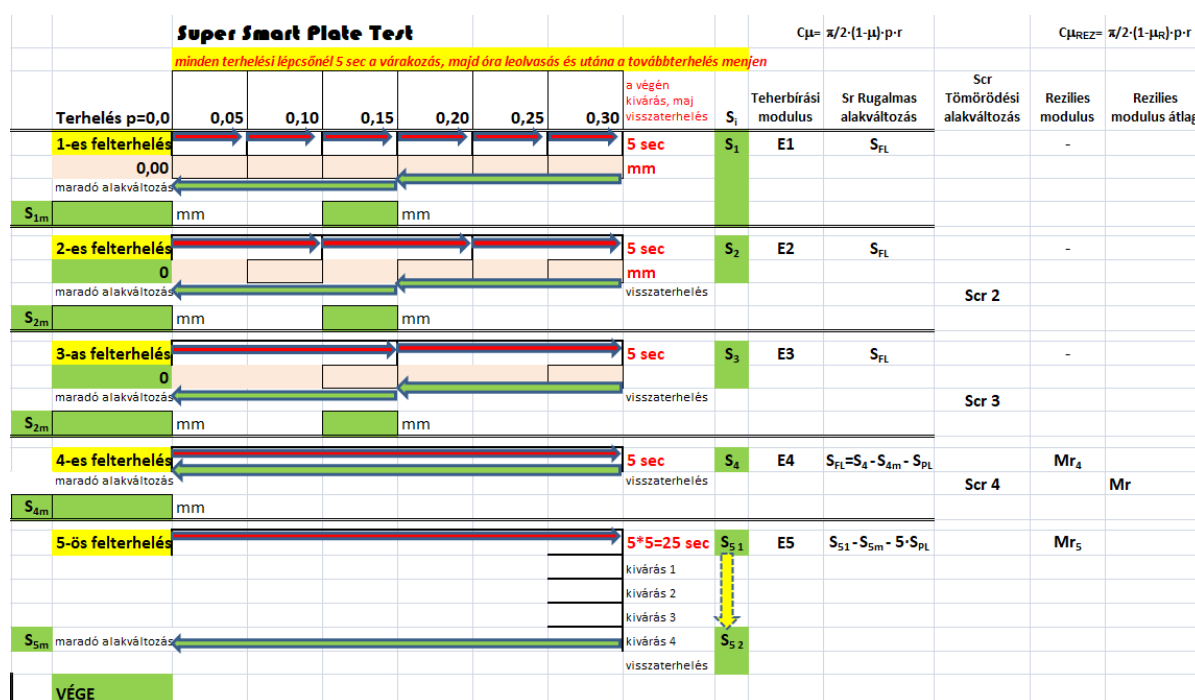 Super Smart Plate Test
Cμ= π/2·(1-μ)·p·r
CμREZ= π/2·(1-μR)·p·r
minden terhelési lépcsőnél 5 sec a várakozás, majd óra leolvasás és utána a továbbterhelés menjen
Terhelés p=0,0 0,05 0,10 0,15 0,20 0,25 0,30
a végén
kivárás, maj
visszaterhelés
Si
Teherbírási
modulus
Sr Rugalmas
alakváltozás
Scr
Tömörödési
alakváltozás
Rezilies
modulus
Rezilies
modulus átlag
1-es felterhelés 5 sec S1 E1 SFL -
0,00 mm
maradó alakváltozás
S1m mm mm
2-es felterhelés 5 sec S2 E2 SFL -
0 mm
maradó alakváltozás visszaterhelés Scr 2
S2m mm mm
3-as felterhelés 5 sec S3 E3 SFL -
0
maradó alakváltozás visszaterhelés Scr 3
S2m mm mm
4-es felterhelés 5 sec S4 E4 SFL=S4-S4m - SPL Mr4
maradó alakváltozás visszaterhelés Scr 4 Mr
S4m mm
5-ös felterhelés 5*5=25 sec S5 1 E5 S51-S5m - 5·SPL Mr5
kivárás 1
kivárás 2
kivárás 3
S5m maradó alakváltozás kivárás 4 S5 2
visszaterhelés
VÉGE